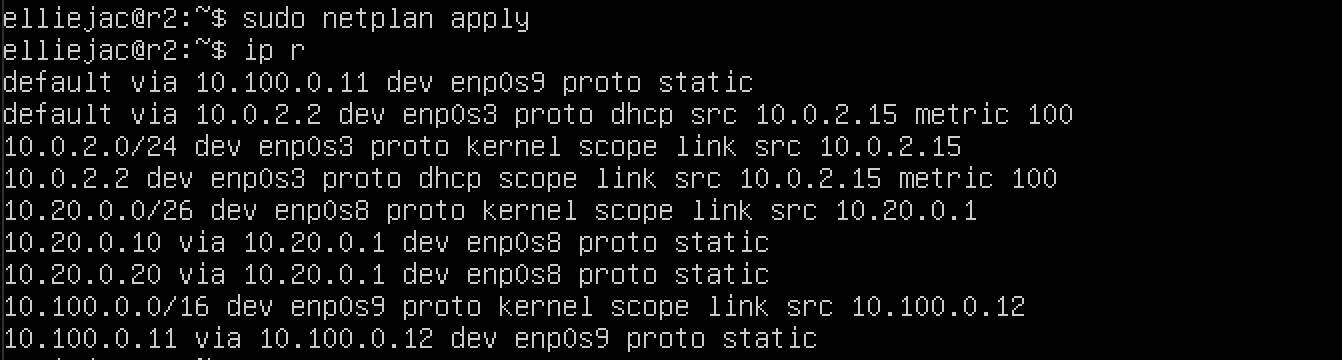 elliejac@r2:~$ sudo netplan apply
elliejac@r2:~$ ip r
default via 10.100.0.11 dev enp0s9 proto static
default via 10.0.2.2 dev enp0s3 proto dhcp src 10.0.2.15 metric 100
10.0.2.0/24 dev enp0s3 proto kernel scope link src 10.0.2.15
10.0.2.2 dev enp0s3 proto dhcp scope link src 10.0.2.15 metric 100
10.20.0.0/26 dev enp0s8 proto kernel scope link src 10.20.0.1
10.20.0.10 via 10.20.0.1 dev enp0s8 proto static
10.20.0.20 via 10.20.0.1 dev enp0s8 proto static
10.100.0.0/16 dev enp0s9 proto kernel scope link src 10.100.0.12
10.100.0.11 via 10.100.0.12 dev enp0s9 proto static